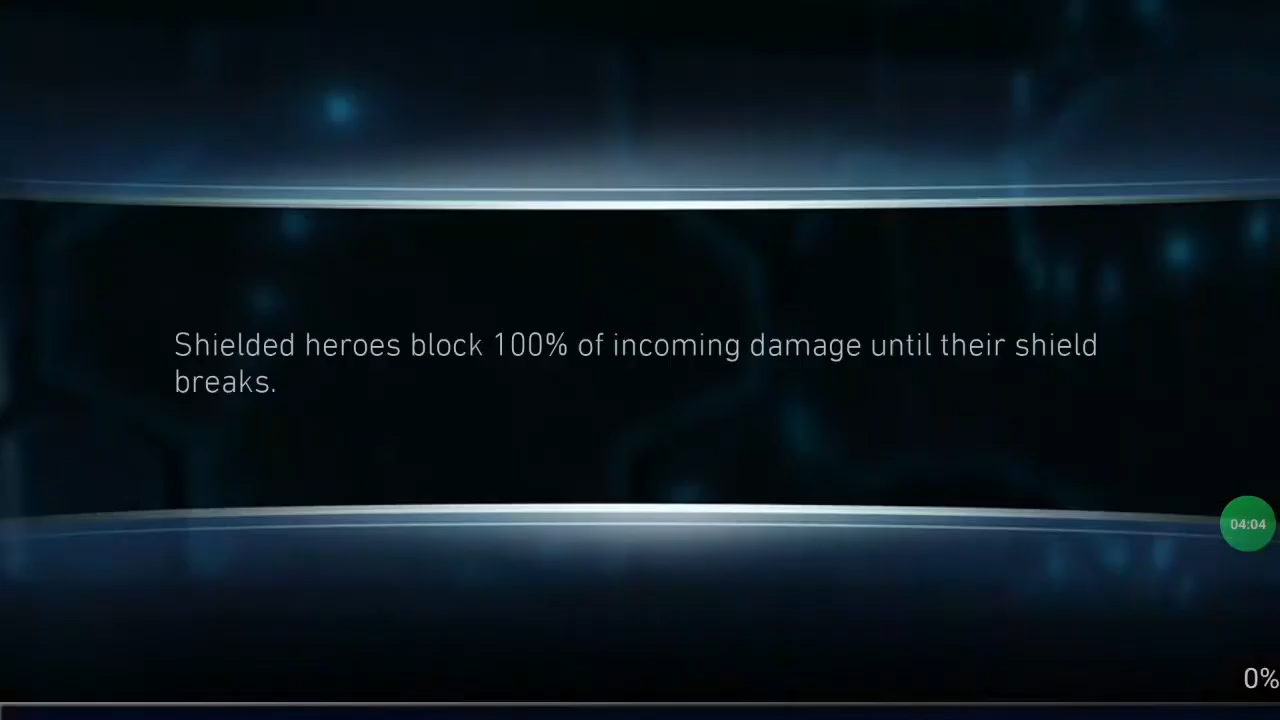 Shielded heroes block 100% of incoming damage until their shield
breaks.
04:04
0%